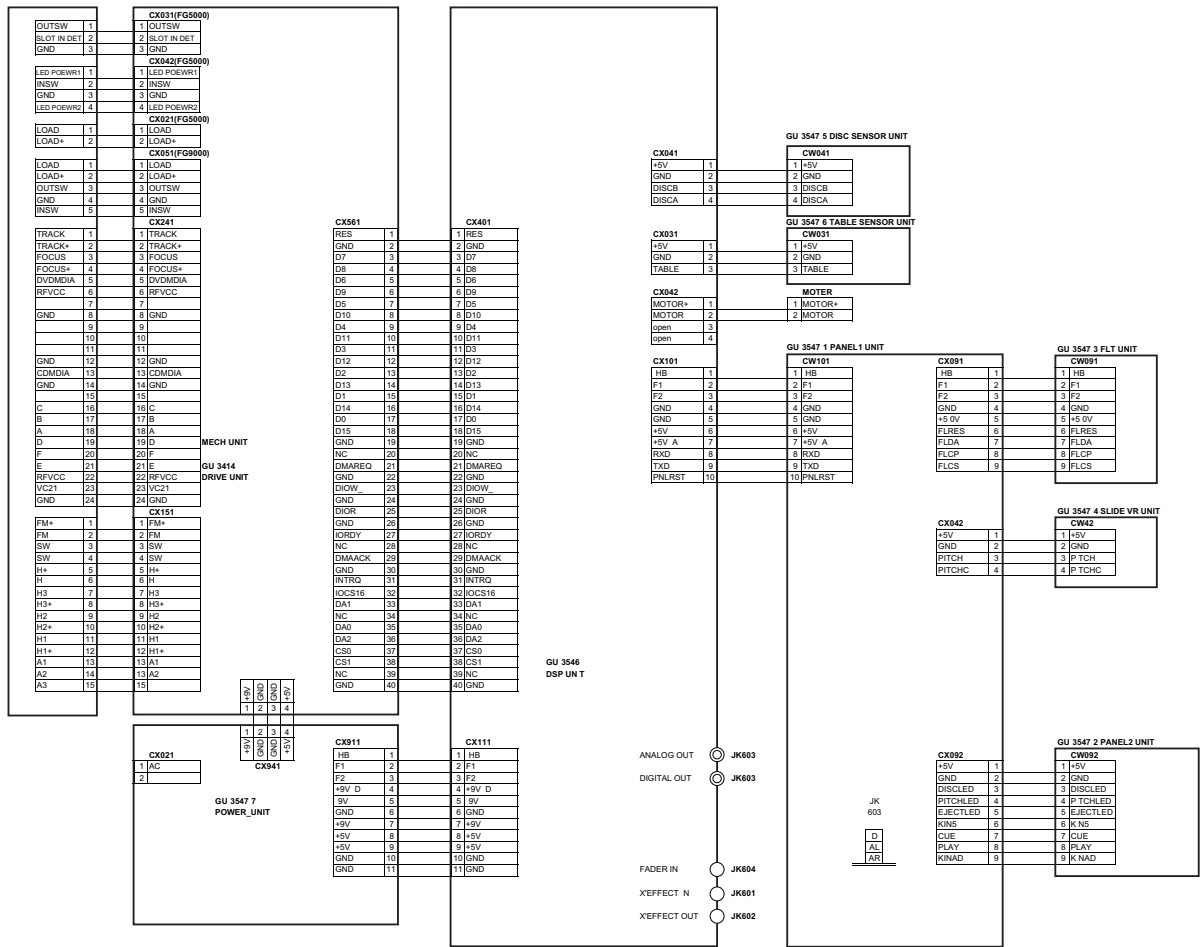 CX031(FG5000)
OUTSW 1 1 OUTSW
SLOT IN DET 2 2 SLOT IN DET
GND 3 3 GND
CX042(FG5000)
LED POEWR1 1 1 LED POEWR1
INSW 2 2 INSW
GND 3 3 GND
LED POEWR2 4 4 LED POEWR2
CX021(FG5000)
LOAD 1 1 LOAD
LOAD+ 2 2 LOAD+
CX051(FG9000)
LOAD 1 1 LOAD
LOAD+ 2 2 LOAD+
OUTSW 3 3 OUTSW
GND 4 4 GND
INSW 5 5 INSW
CX241
TRACK 1 1 TRACK
TRACK+ 2 2 TRACK+
FOCUS 3 3 FOCUS
FOCUS+ 4 4 FOCUS+
DVDMDIA 5 5 DVDMDIA
RFVCC 6 6 RFVCC
7 7
GND 8 8 GND
9 9
10 10
11 11
GND 12 12 GND
CDMDIA 13 13 CDMDIA
GND 14 14 GND
15 15
C 16 16 C
B 17 17 B
A 18 18 A
D 19 19 D
F 20 20 F
E 21 21 E
RFVCC 22 22 RFVCC
VC21 23 23 VC21
GND 24 24 GND
MECH UNIT
GU 3414
DRIVE UNIT
CX151
FM+ 1 1 FM+
FM 2 2 FM
SW 3 3 SW
SW 4 4 SW
H+ 5 5 H+
H 6 6 H
H3 7 7 H3
H3+ 8 8 H3+
H2 9 9 H2
H2+ 10 10 H2+
H1 11 11 H1
H1+ 12 12 H1+
A1 13 13 A1
A2 14 13 A2
A3 15 15
+9V GND GND +5V
1 2 3 4
1 2 3 4
+9V GND GND +5V
CX941
CX021
1 AC
2
GU 3547 7
POWER_UNIT
CX561 CX401
RES 1 1 RES
GND 2 2 GND
D7 3 3 D7
D8 4 4 D8
D6 5 5 D6
D9 6 6 D9
D5 7 7 D5
D10 8 8 D10
D4 9 9 D4
D11 10 10 D11
D3 11 11 D3
D12 12 12 D12
D2 13 13 D2
D13 14 14 D13
D1 15 15 D1
D14 16 16 D14
D0 17 17 D0
D15 18 18 D15
GND 19 19 GND
NC 20 20 NC
DMAREQ 21 21 DMAREQ
GND 22 22 GND
DIOW_ 23 23 DIOW_
GND 24 24 GND
DIOR 25 25 DIOR
GND 26 26 GND
IORDY 27 27 IORDY
NC 28 28 NC
DMAACK 29 29 DMAACK
GND 30 30 GND
INTRQ 31 31 INTRQ
IOCS16 32 32 IOCS16
DA1 33 33 DA1
NC 34 34 NC
DA0 35 35 DA0
DA2 36 36 DA2
CS0 37 37 CS0
CS1 38 38 CS1
NC 39 39 NC
GND 40 40 GND
GU 3546
DSP UN T
CX911 CX111
HB 1 1 HB
F1 2 2 F1
F2 3 3 F2
+9V D 4 4 +9V D
9V 5 5 9V
GND 6 6 GND
+9V 7 7 +9V
+5V 8 8 +5V
+5V 9 9 +5V
GND 10 10 GND
GND 11 11 GND
GU 3547 5 DISC SENSOR UNIT
CX041 CW041
+5V 1 1 +5V
GND 2 2 GND
DISCB 3 3 DISCB
DISCA 4 4 DISCA
GU 3547 6 TABLE SENSOR UNIT
CX031 CW031
+5V 1 1 +5V
GND 2 2 GND
TABLE 3 3 TABLE
CX042 MOTER
MOTOR+ 1 1 MOTOR+
MOTOR 2 2 MOTOR
open 3
open 4
GU 3547 1 PANEL1 UNIT
CX101 CW101
HB 1 1 HB
F1 2 2 F1
F2 3 3 F2
GND 4 4 GND
GND 5 5 GND
+5V 6 6 +5V
+5V A 7 7 +5V A
RXD 8 8 RXD
TXD 9 9 TXD
PNLRST 10 10 PNLRST
GU 3547 3 FLT UNIT
CX091 CW091
HB 1 1 HB
F1 2 2 F1
F2 3 3 F2
GND 4 4 GND
+5 0V 5 5 +5 0V
FLRES 6 6 FLRES
FLDA 7 7 FLDA
FLCP 8 8 FLCP
FLCS 9 9 FLCS
GU 3547 4 SLIDE VR UNIT
CX042 CW42
+5V 1 1 +5V
GND 2 2 GND
PITCH 3 3 P TCH
PITCHC 4 4 P TCHC
GU 3547 2 PANEL2 UNIT
CX092 CW092
+5V 1 1 +5V
GND 2 2 GND
DISCLED 3 3 DISCLED
PITCHLED 4 4 P TCHLED
EJECTLED 5 5 EJECTLED
KIN5 6 6 K N5
CUE 7 7 CUE
PLAY 8 8 PLAY
KINAD 9 9 K NAD
ANALOG OUT JK603
DIGITAL OUT JK603
FADER IN JK604
X'EFFECT N JK601
X'EFFECT OUT JK602
JK
603
D
AL
AR